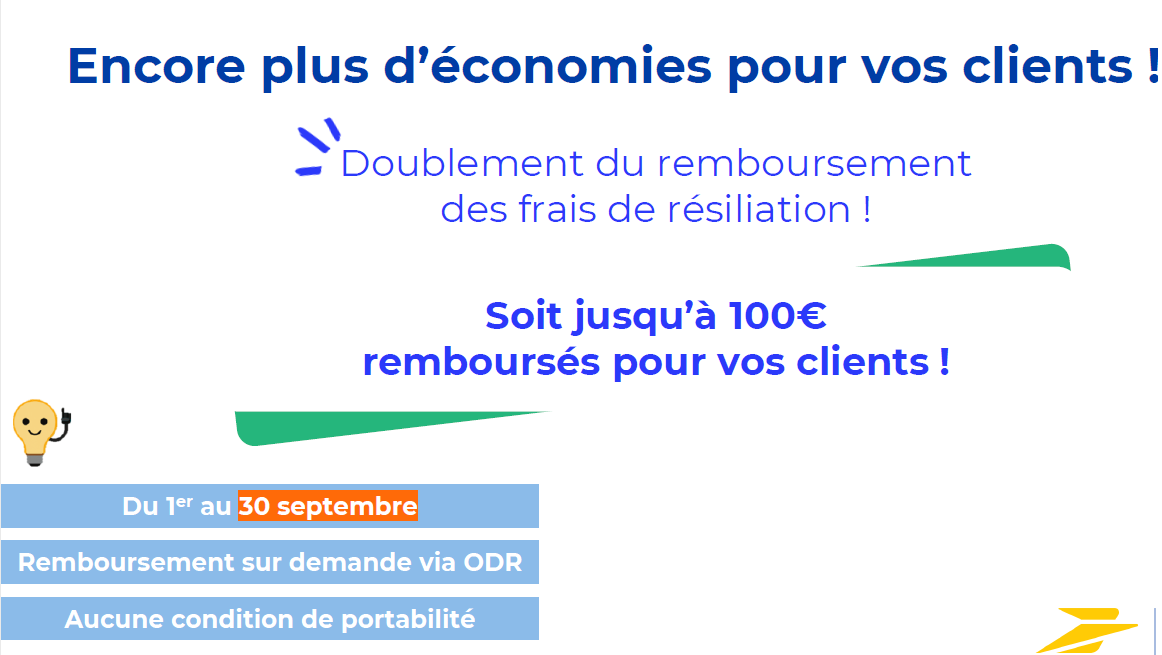 Encore plus d’économies pour vos clients !
Doublement du remboursement
des frais de résiliation !
Soit jusqu’à 100€
remboursés pour vos clients !
Du 1er au 30 septembre
Remboursement sur demande via ODR
Aucune condition de portabilité